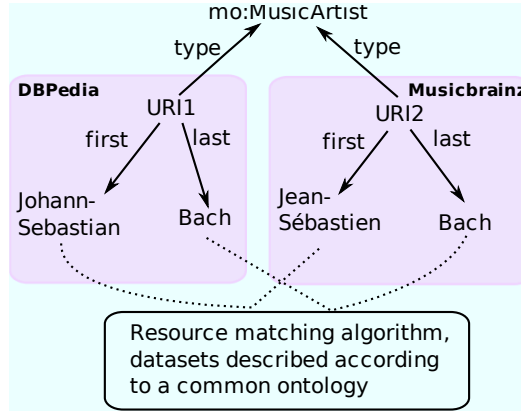 mo:MusicArtist
type
type
DBPedia
Musicbrainz
URI1
URI2
first
last
first
last
Johann-
Sebastian
Bach
Jean-
Sébastien
Bach
Resource matching algorithm,
datasets described according
to a common ontology